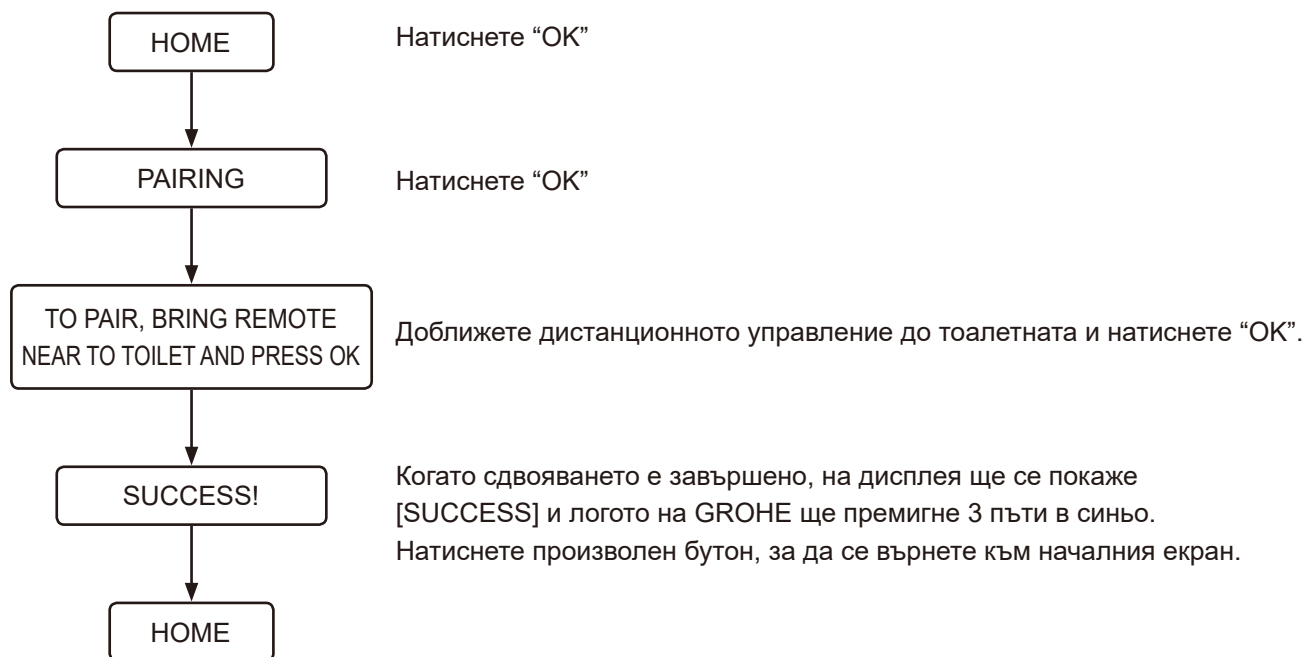 HOME
Натиснете “OK”
PAIRING
Натиснете “OK”
TO PAIR, BRING REMOTE
NEAR TO TOILET AND PRESS OK
Доближете дистанционното управление до тоалетната и натиснете “OK”.
SUCCESS!
Когато сдвояването е завършено, на дисплея ще се покаже
[SUCCESS] и логото на GROHE ще премигне 3 пъти в синьо.
Натиснете произволен бутон, за да се върнете към началния екран.
HOME